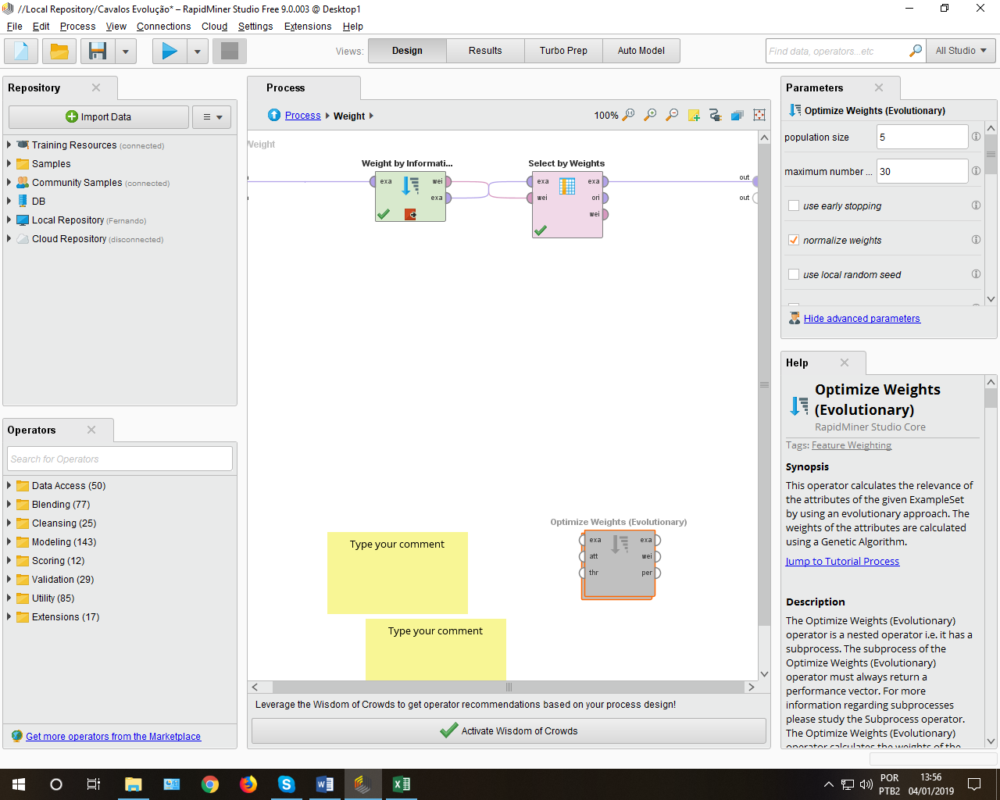 //Local Repository/Cavalos Evolução* – RapidMiner Studio Free 9.0.003 @ Desktop1
File Edit Process View Connections Cloud Settings Extensions Help
Views: Design Results Turbo Prep Auto Model
Find data, operators...etc
All Studio
Repository
Import Data
Training Resources (connected)
Samples
Community Samples (connected)
DB
Local Repository (Fernando)
Cloud Repository (disconnected)
Operators
Search for Operators
Data Access (50)
Blending (77)
Cleansing (25)
Modeling (143)
Scoring (12)
Validation (29)
Utility (85)
Extensions (17)
Get more operators from the Marketplace
Process
Process Weight
100%
Weight
Weight by Informati...
exa wei
exa
Select by Weights
exa exa
wei ori
wei
out
out
Optimize Weights (Evolutionary)
exa exa
att wei
thr per
Type your comment
Type your comment
Leverage the Wisdom of Crowds to get operator recommendations based on your process design!
Activate Wisdom of Crowds
Parameters
Optimize Weights (Evolutionary)
population size 5
maximum number ... 30
use early stopping
normalize weights
use local random seed
Hide advanced parameters
Help
Optimize Weights
(Evolutionary)
RapidMiner Studio Core
Tags: Feature Weighting
Synopsis
This operator calculates the relevance of
the attributes of the given ExampleSet
by using an evolutionary approach. The
weights of the attributes are calculated
using a Genetic Algorithm.
Jump to Tutorial Process
Description
The Optimize Weights (Evolutionary)
operator is a nested operator i.e. it has a
subprocess. The subprocess of the
Optimize Weights (Evolutionary)
operator must always return a
performance vector. For more
information regarding subprocesses
please study the Subprocess operator.
The Optimize Weights (Evolutionary)
operator calculates the weights of the
POR
PTB2
13:56
04/01/2019